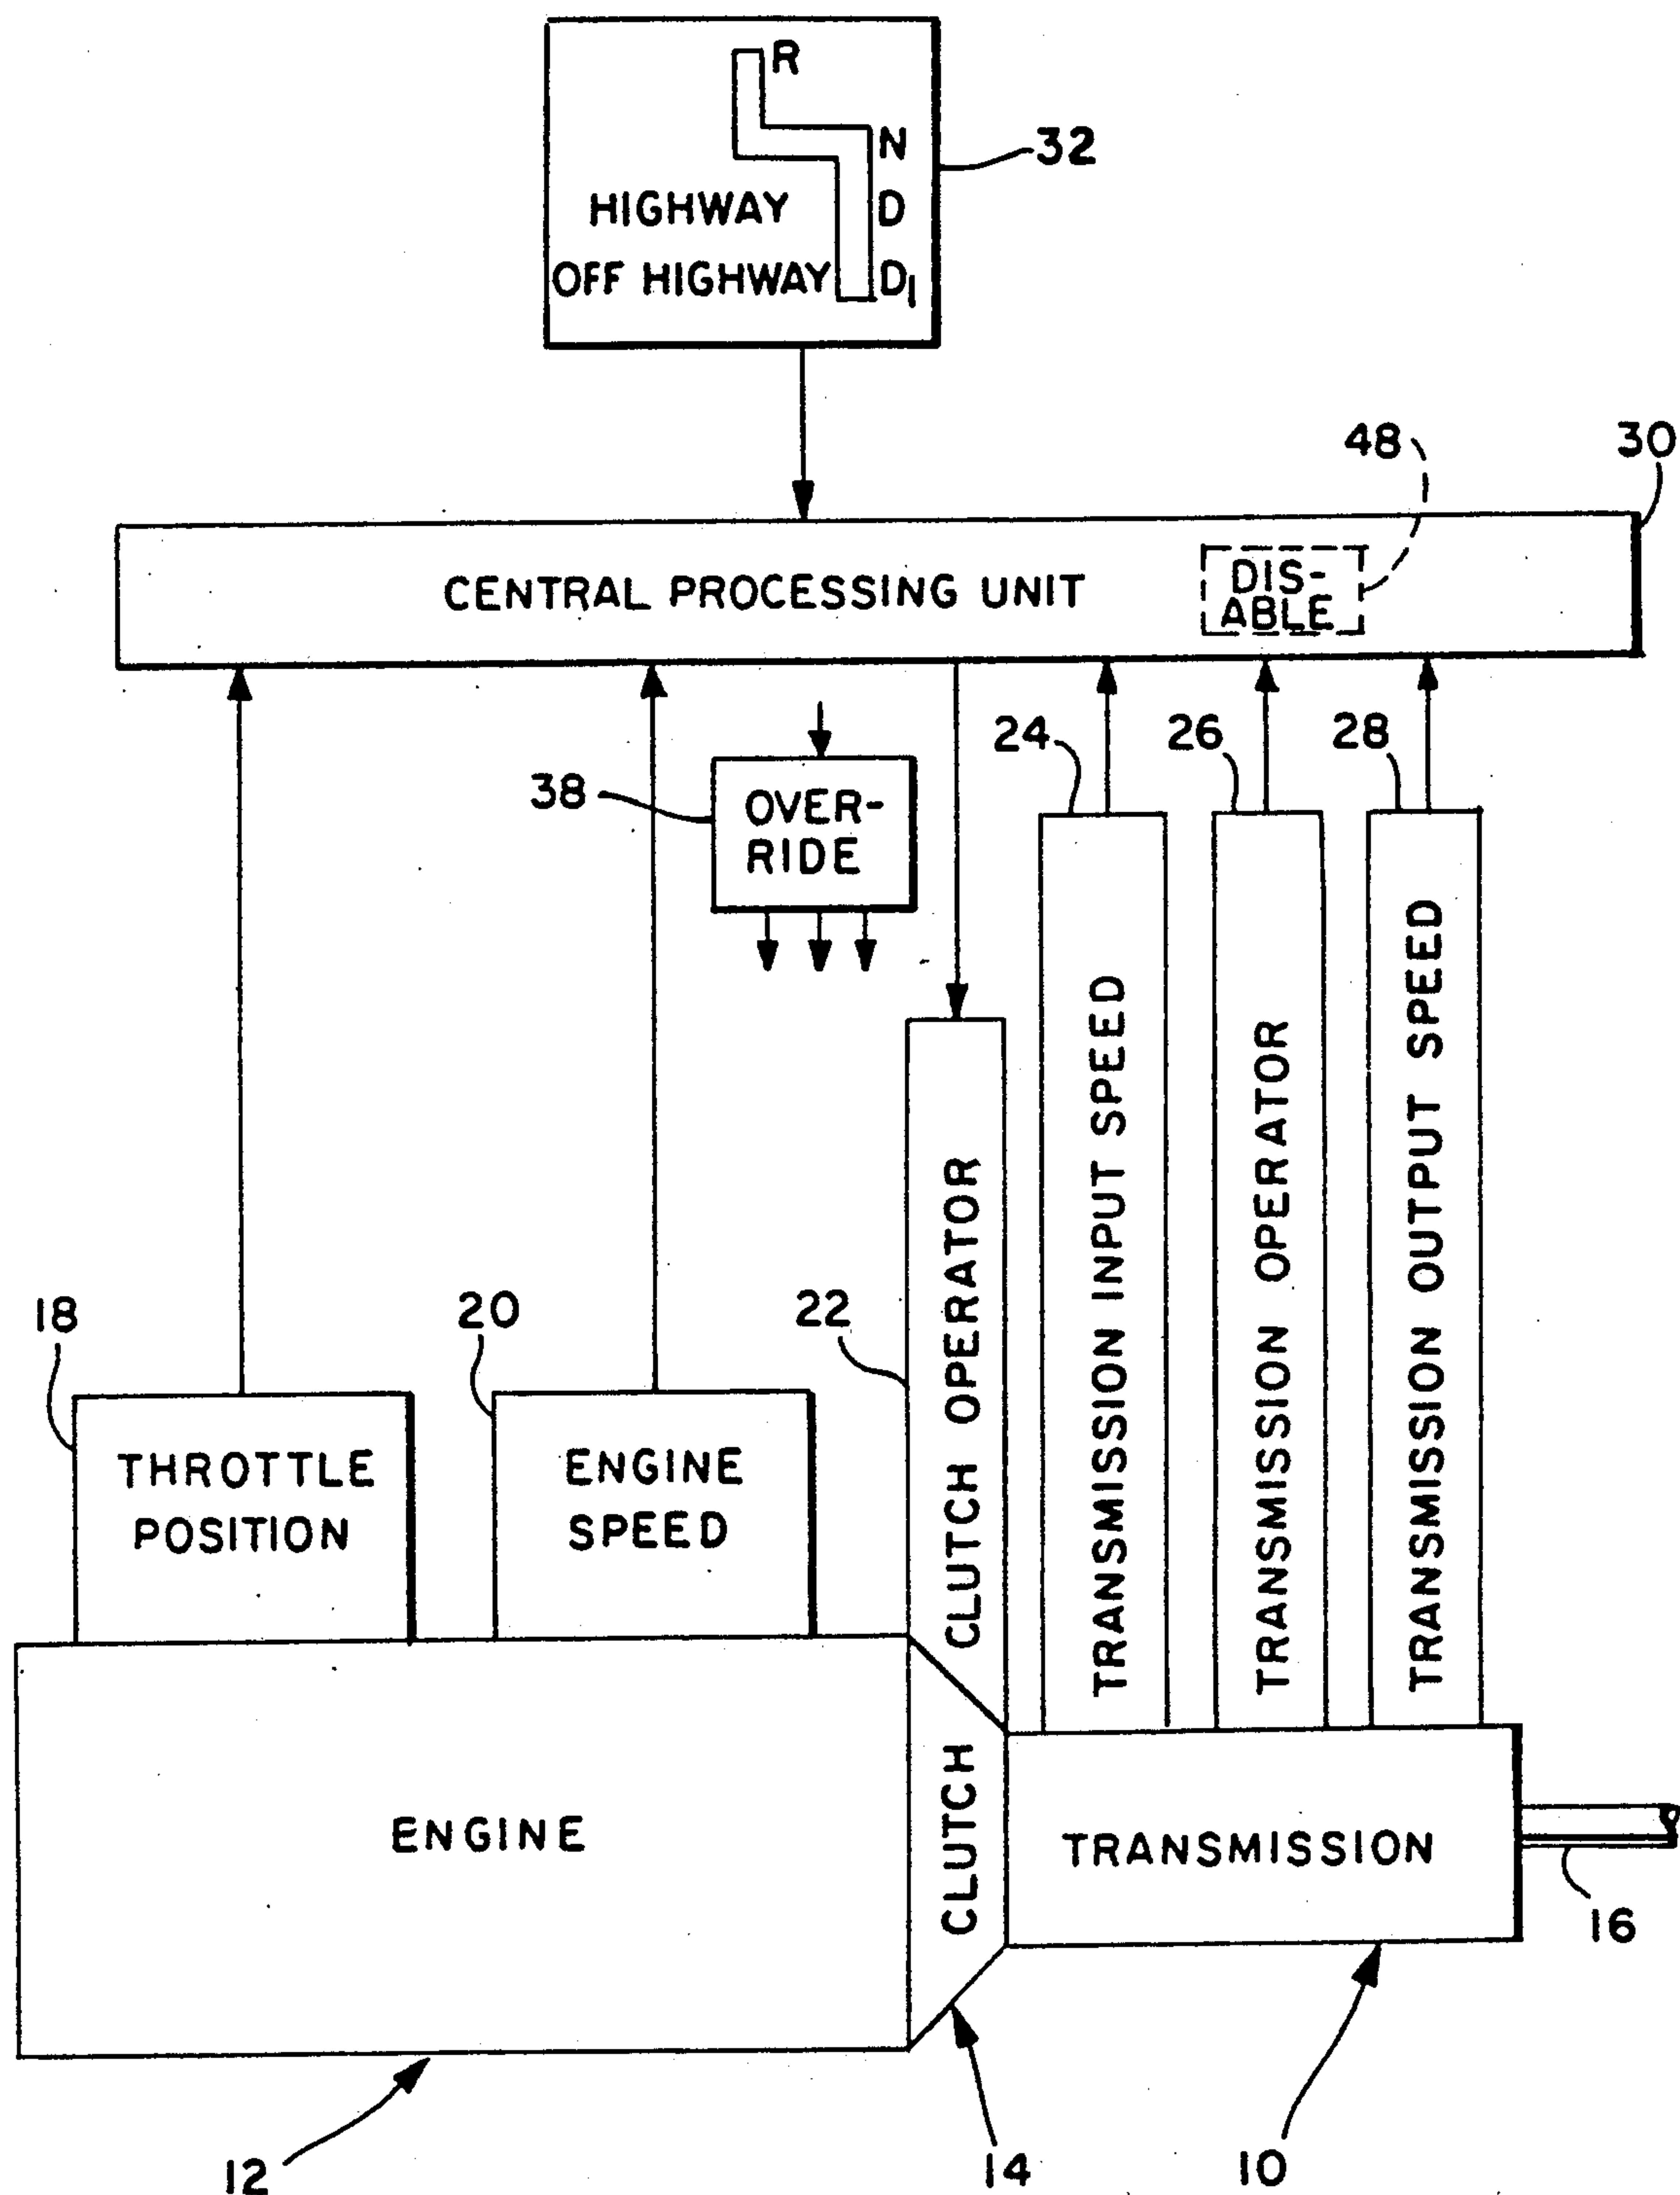 R
N
HIGHWAY D
OFF HIGHWAY D1
32
48
30
CENTRAL PROCESSING UNIT
DIS-
ABLE
24
26
28
38
OVER-
RIDE
18
20
22
THROTTLE
POSITION
ENGINE
SPEED
CLUTCH OPERATOR
TRANSMISSION INPUT SPEED
TRANSMISSION OPERATOR
TRANSMISSION OUTPUT SPEED
ENGINE
CLUTCH
TRANSMISSION
16
12
14
10